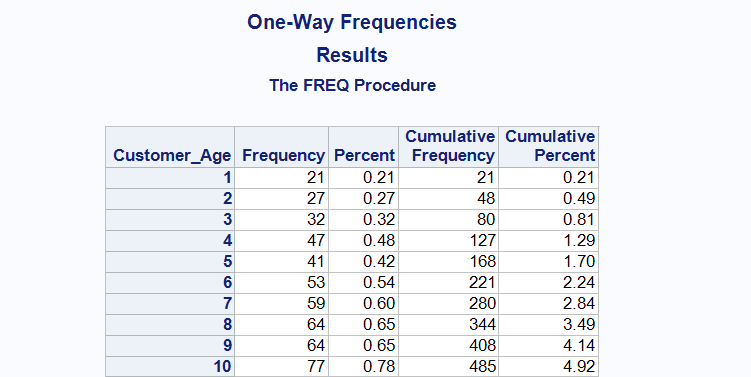 One-Way Frequencies
Results
The FREQ Procedure
Customer_Age Frequency Percent Cumulative Frequency Cumulative Percent
1 21 0.21 21 0.21
2 27 0.27 48 0.49
3 32 0.32 80 0.81
4 47 0.48 127 1.29
5 41 0.42 168 1.70
6 53 0.54 221 2.24
7 59 0.60 280 2.84
8 64 0.65 344 3.49
9 64 0.65 408 4.14
10 77 0.78 485 4.92